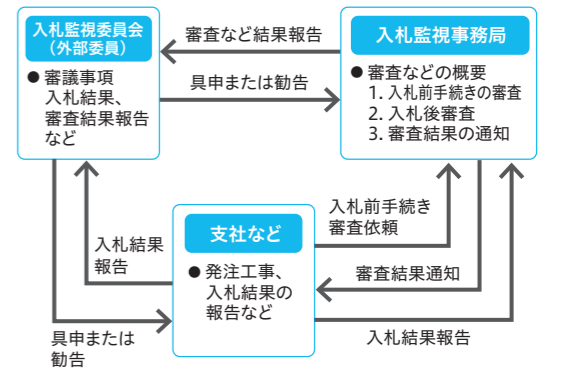 入札監視委員会
（外部委員）
● 審議事項
入札結果、
審査結果報告
など
審査など結果報告
具申または勧告
入札監視事務局
● 審査などの概要
1. 入札前手続きの審査
2. 入札後審査
3. 審査結果の通知
支社など
● 発注工事、
入札結果の
報告など
入札結果
報告
具申または
勧告
入札前手続き
審査依頼
審査結果通知
入札結果報告